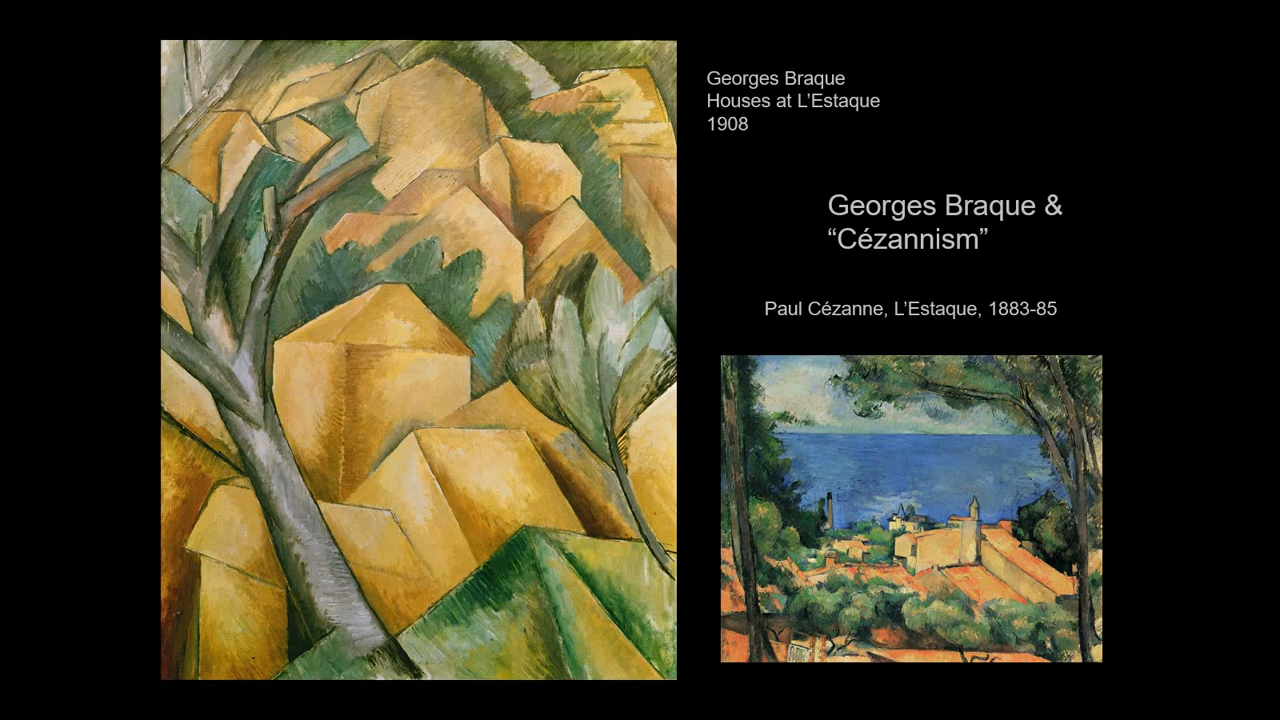 Georges Braque
Houses at L’Estaque
1908
Georges Braque &
“Cézannism”
Paul Cézanne, L’Estaque, 1883-85